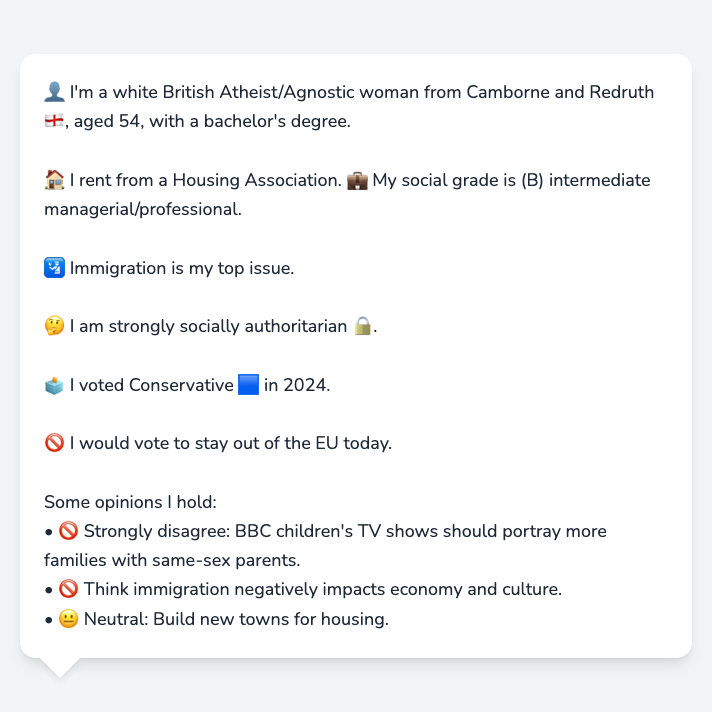 👤 I'm a white British Atheist/Agnostic woman from Camborne and Redruth
🏴󠁧󠁢󠁥󠁮󠁧󠁿, aged 54, with a bachelor's degree.
🏠 I rent from a Housing Association. 💼 My social grade is (B) intermediate
managerial/professional.
🛂 Immigration is my top issue.
🤔 I am strongly socially authoritarian 🔒.
🗳️ I voted Conservative 🟦 in 2024.
🚫 I would vote to stay out of the EU today.
Some opinions I hold:
• 🚫 Strongly disagree: BBC children's TV shows should portray more
families with same-sex parents.
• 🚫 Think immigration negatively impacts economy and culture.
• 😐 Neutral: Build new towns for housing.